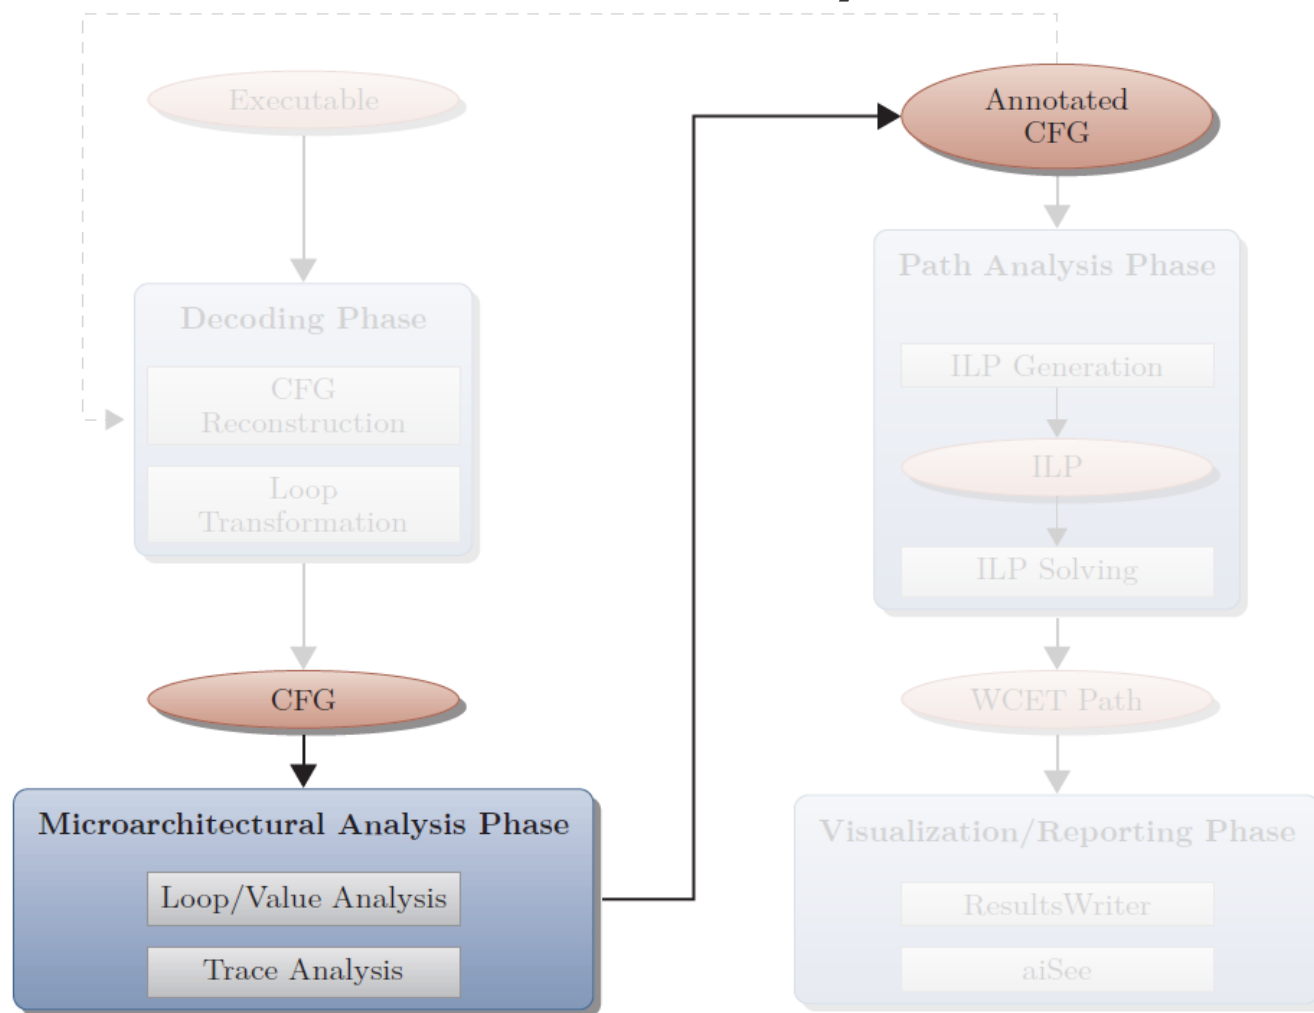 Executable
Decoding Phase
CFG
Reconstruction
Loop
Transformation
CFG
Microarchitectural Analysis Phase
Loop/Value Analysis
Trace Analysis
Annotated
CFG
Path Analysis Phase
ILP Generation
ILP
ILP Solving
WCET Path
Visualization/Reporting Phase
ResultsWriter
aiSee